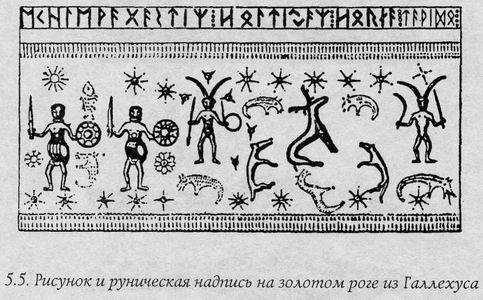 ᛖᚲᚺᛚᛖᚹᚨᚷᚨᛊᛏᛁᛉ᛬ᚺᛟᛚᛏᛁᛃᚨᛉ᛬ᚺᛟᚱᚾᚨ᛬ᛏᚨᚹᛁᛞᛟ᛬
5.5. Рисунок и руническая надпись на золотом роге из Галлехуса